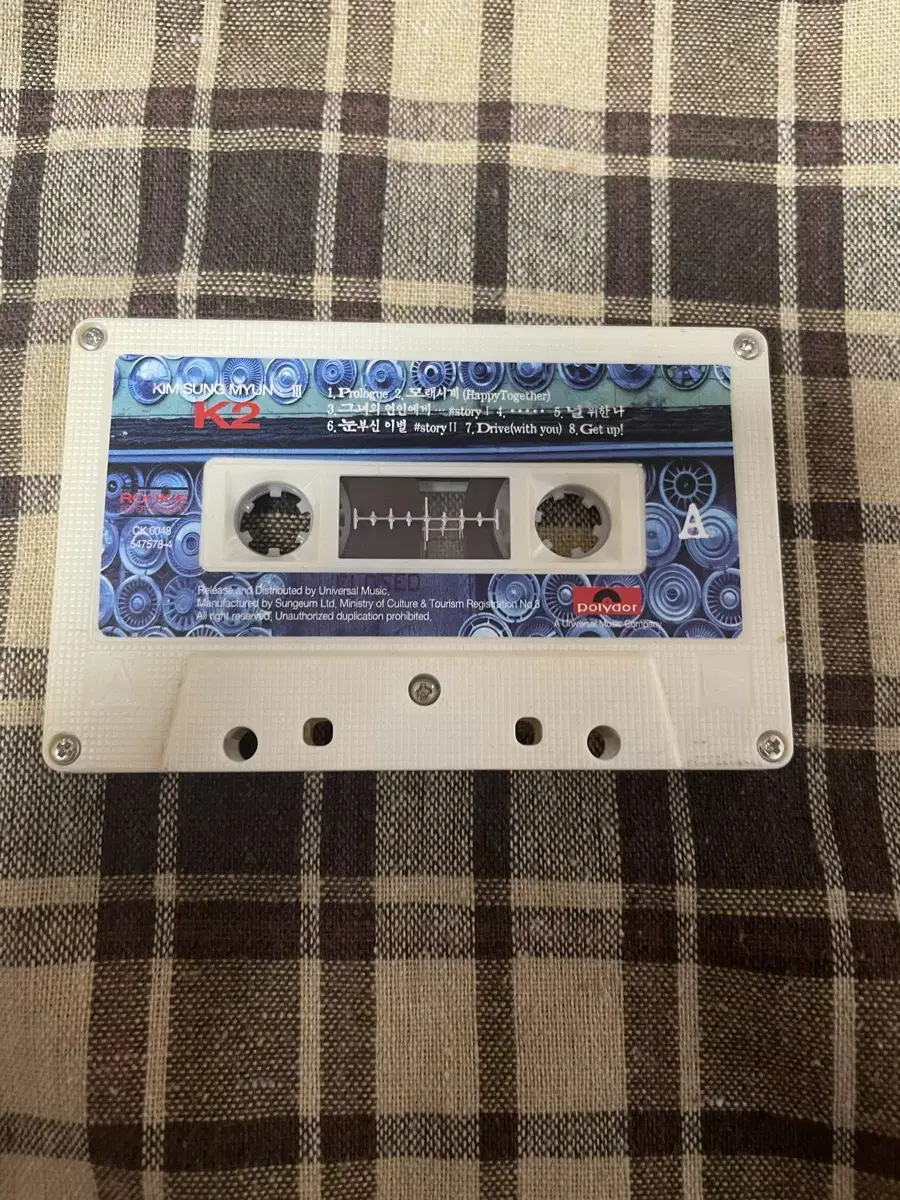 KIM SUNG MYUN III
K2
1. Prologue 2. 모래시계 (Happy Together)
3. 그녀의 연인에게 … #story I 4. ····· 5. 널 위한 나
6. 눈부신 이별 #story II 7. Drive(with you) 8. Get up!
CK 0048
547578-4
A
Release and Distributed by Universal Music,
Manufactured by Sungeum Ltd, Ministry of Culture & Tourism Registration No 3
All right reserved, Unauthorized duplication prohibited,
polydor
A Universal Music Company